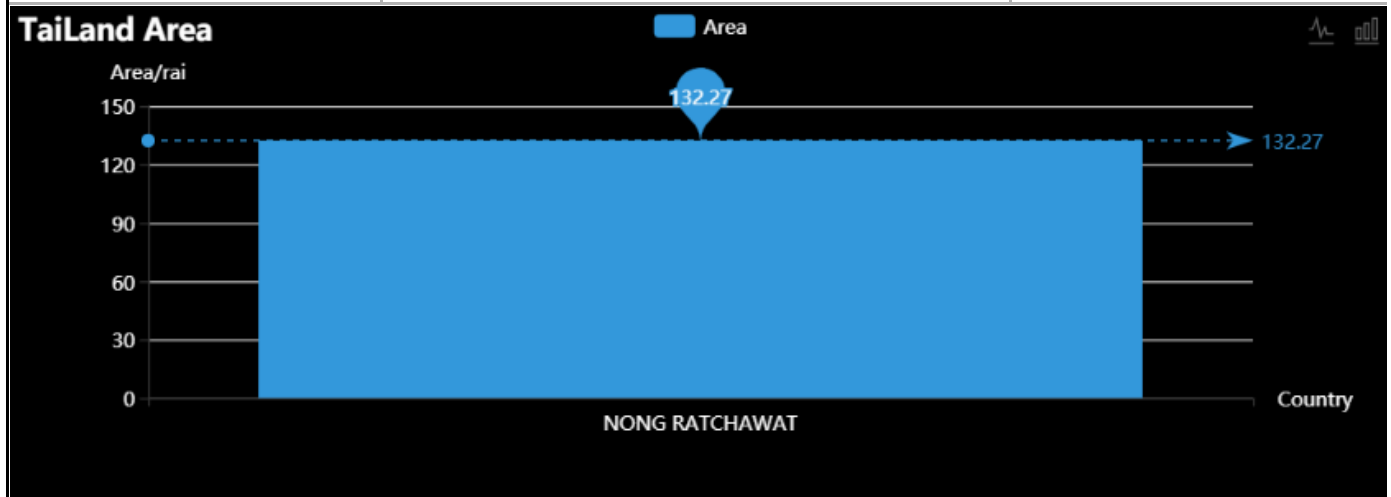 TaiLand Area
Area
Area/rai
150
132.27
132.27
120
90
60
30
0
Country
NONG RATCHAWAT